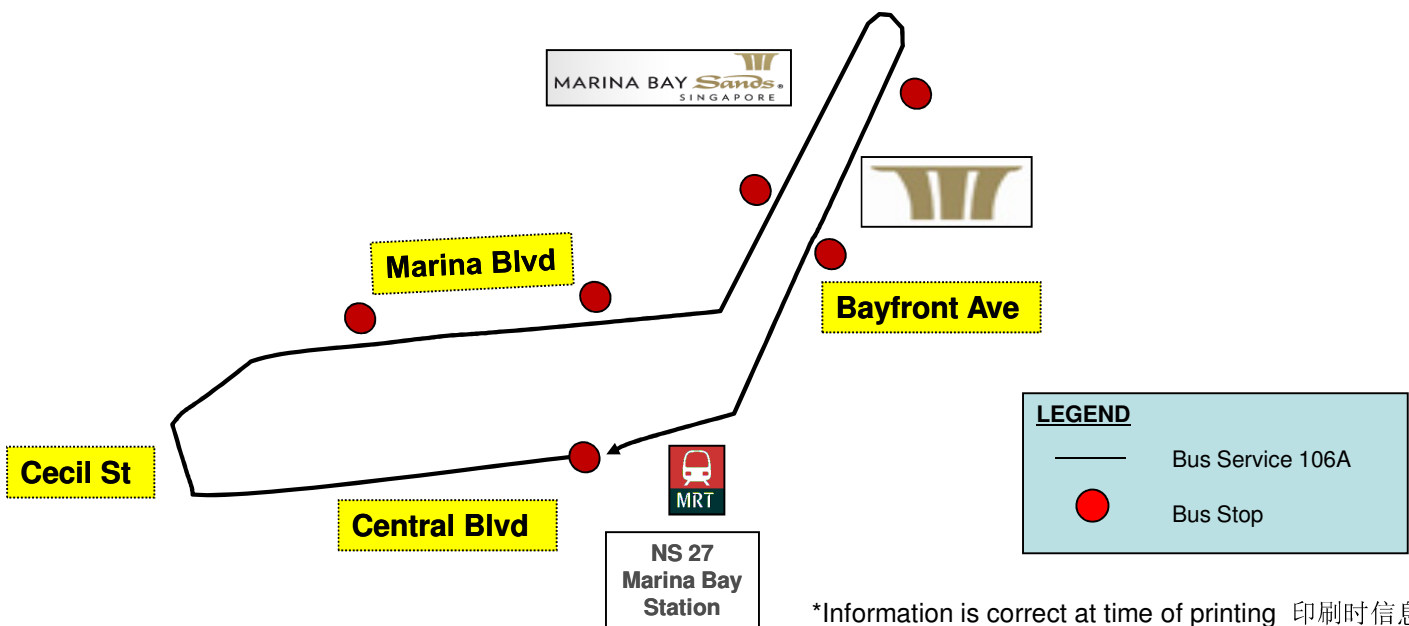 MARINA BAY Sands®
SINGAPORE
Marina Blvd
Bayfront Ave
LEGEND
Bus Service 106A
Bus Stop
Cecil St
Central Blvd
MRT
NS 27
Marina Bay
Station
*Information is correct at time of printing 印刷时信息